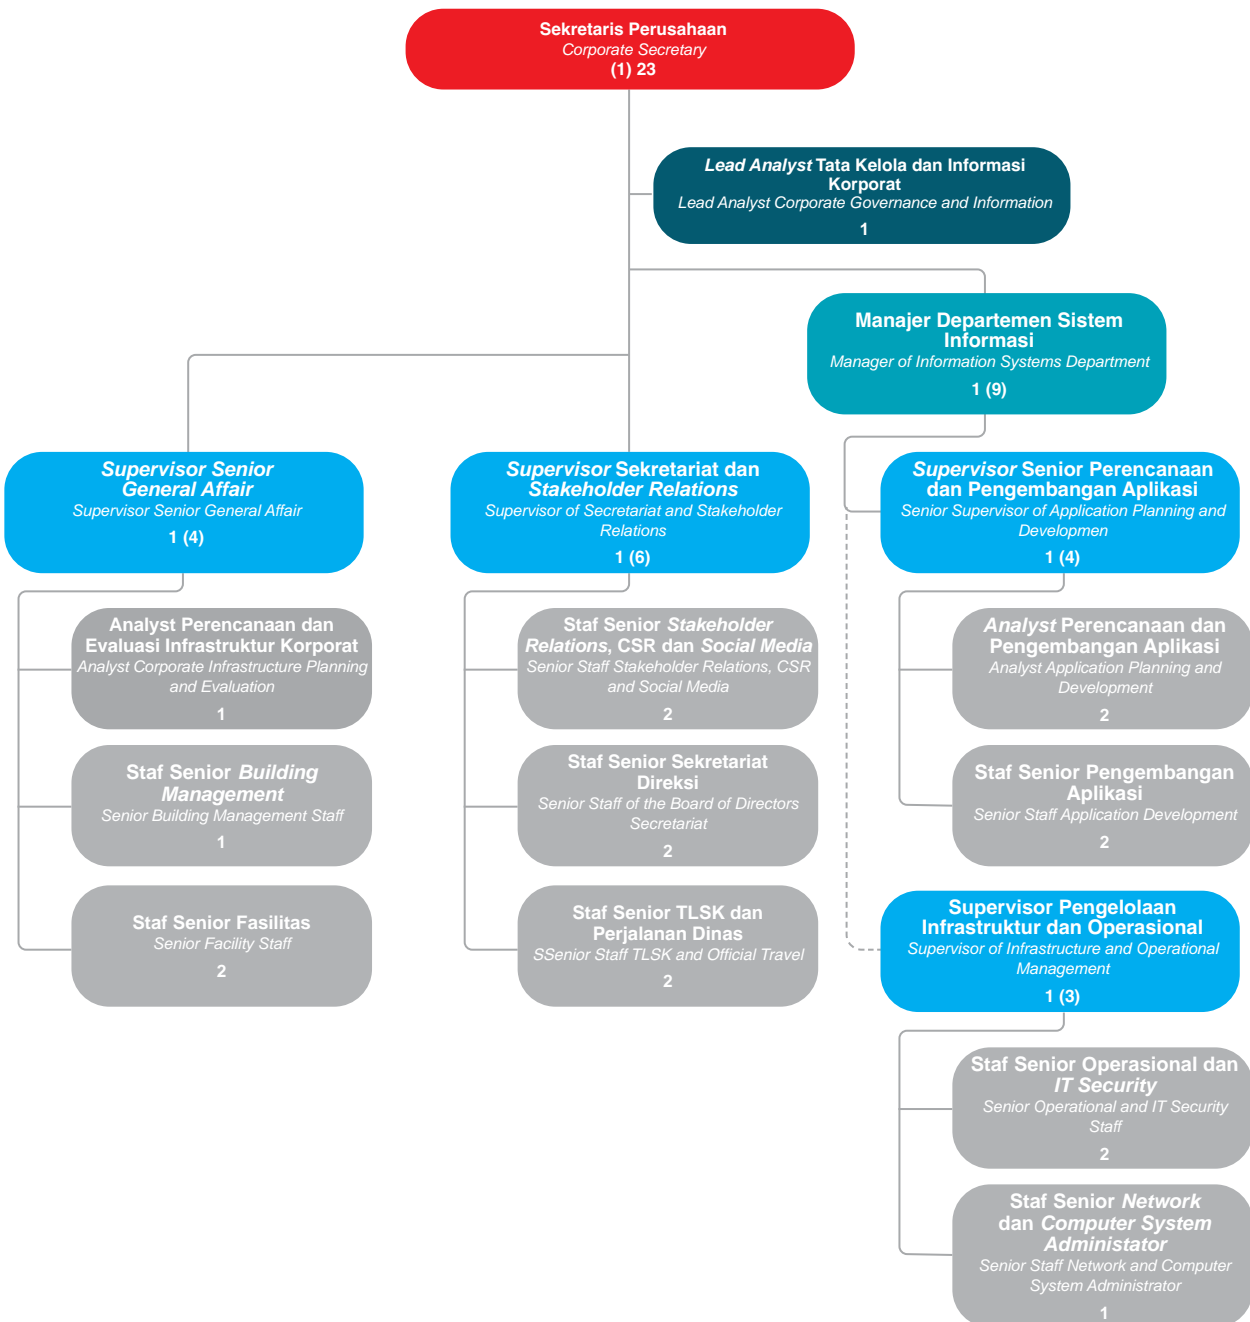 Sekretaris Perusahaan
Corporate Secretary
(1) 23
Lead Analyst Tata Kelola dan Informasi
Korporat
Lead Analyst Corporate Governance and Information
1
Manajer Departemen Sistem
Informasi
Manager of Information Systems Department
1 (9)
Supervisor Senior
General Affair
Supervisor Senior General Affair
1 (4)
Analyst Perencanaan dan
Evaluasi Infrastruktur Korporat
Analyst Corporate Infrastructure Planning
and Evaluation
1
Staf Senior Building
Management
Senior Building Management Staff
1
Staf Senior Fasilitas
Senior Facility Staff
2
Supervisor Sekretariat dan
Stakeholder Relations
Supervisor of Secretariat and Stakeholder
Relations
1 (6)
Staf Senior Stakeholder
Relations, CSR dan Social Media
Senior Staff Stakeholder Relations, CSR
and Social Media
2
Staf Senior Sekretariat
Direksi
Senior Staff of the Board of Directors
Secretariat
2
Staf Senior TLSK dan
Perjalanan Dinas
SSenior Staff TLSK and Official Travel
2
Supervisor Senior Perencanaan
dan Pengembangan Aplikasi
Senior Supervisor of Application Planning and
Developmen
1 (4)
Analyst Perencanaan dan
Pengembangan Aplikasi
Analyst Application Planning and
Development
2
Staf Senior Pengembangan
Aplikasi
Senior Staff Application Development
2
Supervisor Pengelolaan
Infrastruktur dan Operasional
Supervisor of Infrastructure and Operational
Management
1 (3)
Staf Senior Operasional dan
IT Security
Senior Operational and IT Security
Staff
2
Staf Senior Network
dan Computer System
Administator
Senior Staff Network and Computer
System Administrator
1